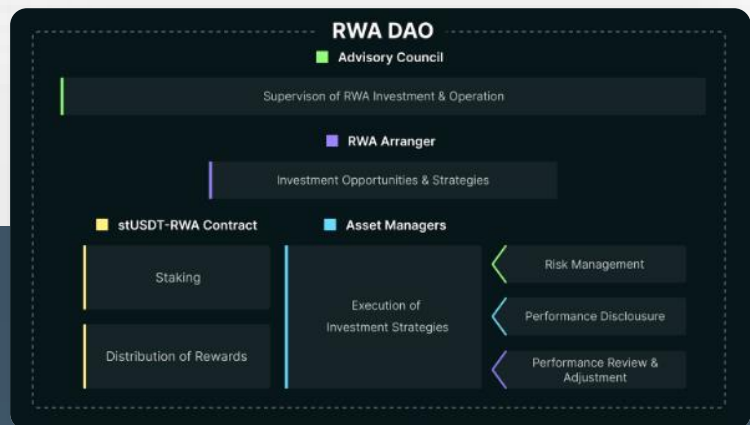 RWA DAO
Advisory Council
Supervison of RWA Investment & Operation
RWA Arranger
Investment Opportunities & Strategies
stUSDT-RWA Contract
Asset Managers
Staking
Distribution of Rewards
Execution of
Investment Strategies
Risk Management
Performance Disclousure
Performance Review &
Adjustment